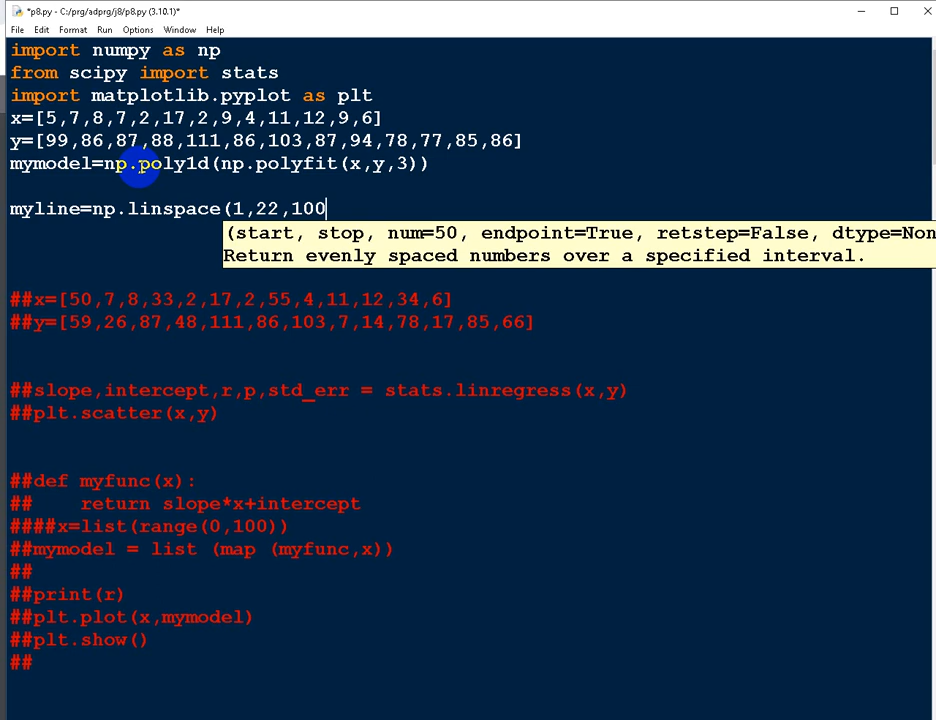 *p8.py - C:/prg/adprg/j8/p8.py (3.10.1)*
File Edit Format Run Options Window Help
import numpy as np
from scipy import stats
import matplotlib.pyplot as plt
x=[5,7,8,7,2,17,2,9,4,11,12,9,6]
y=[99,86,87,88,111,86,103,87,94,78,77,85,86]
mymodel=np.poly1d(np.polyfit(x,y,3))
myline=np.linspace(1,22,100
(start, stop, num=50, endpoint=True, retstep=False, dtype=Non
Return evenly spaced numbers over a specified interval.
##x=[50,7,8,33,2,17,2,55,4,11,12,34,6]
##y=[59,26,87,48,111,86,103,7,14,78,17,85,66]
##slope,intercept,r,p,std_err = stats.linregress(x,y)
##plt.scatter(x,y)
##def myfunc(x):
##    return slope*x+intercept
####x=list(range(0,100))
##mymodel = list (map (myfunc,x))
##
##print(r)
##plt.plot(x,mymodel)
##plt.show()
##